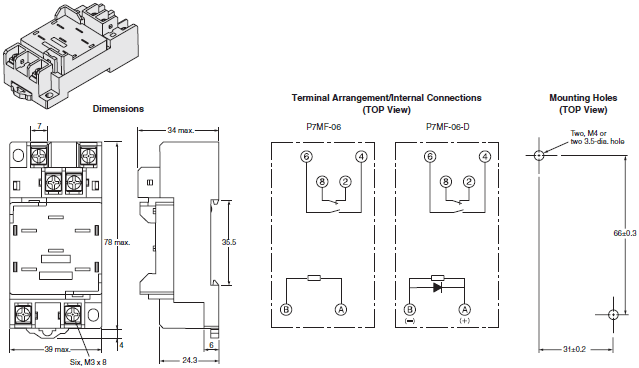 Dimensions
Terminal Arrangement/Internal Connections
(TOP View)
Mounting Holes
(TOP View)
P7MF-06
P7MF-06-D
7
34 max.
78 max.
35.5
4
39 max.
Six, M3 x 8
6
24.3
6
4
8
2
B
A
6
4
8
2
B
A
(−)
(+)
Two, M4 or
two 3.5-dia. hole
66±0.3
31±0.2